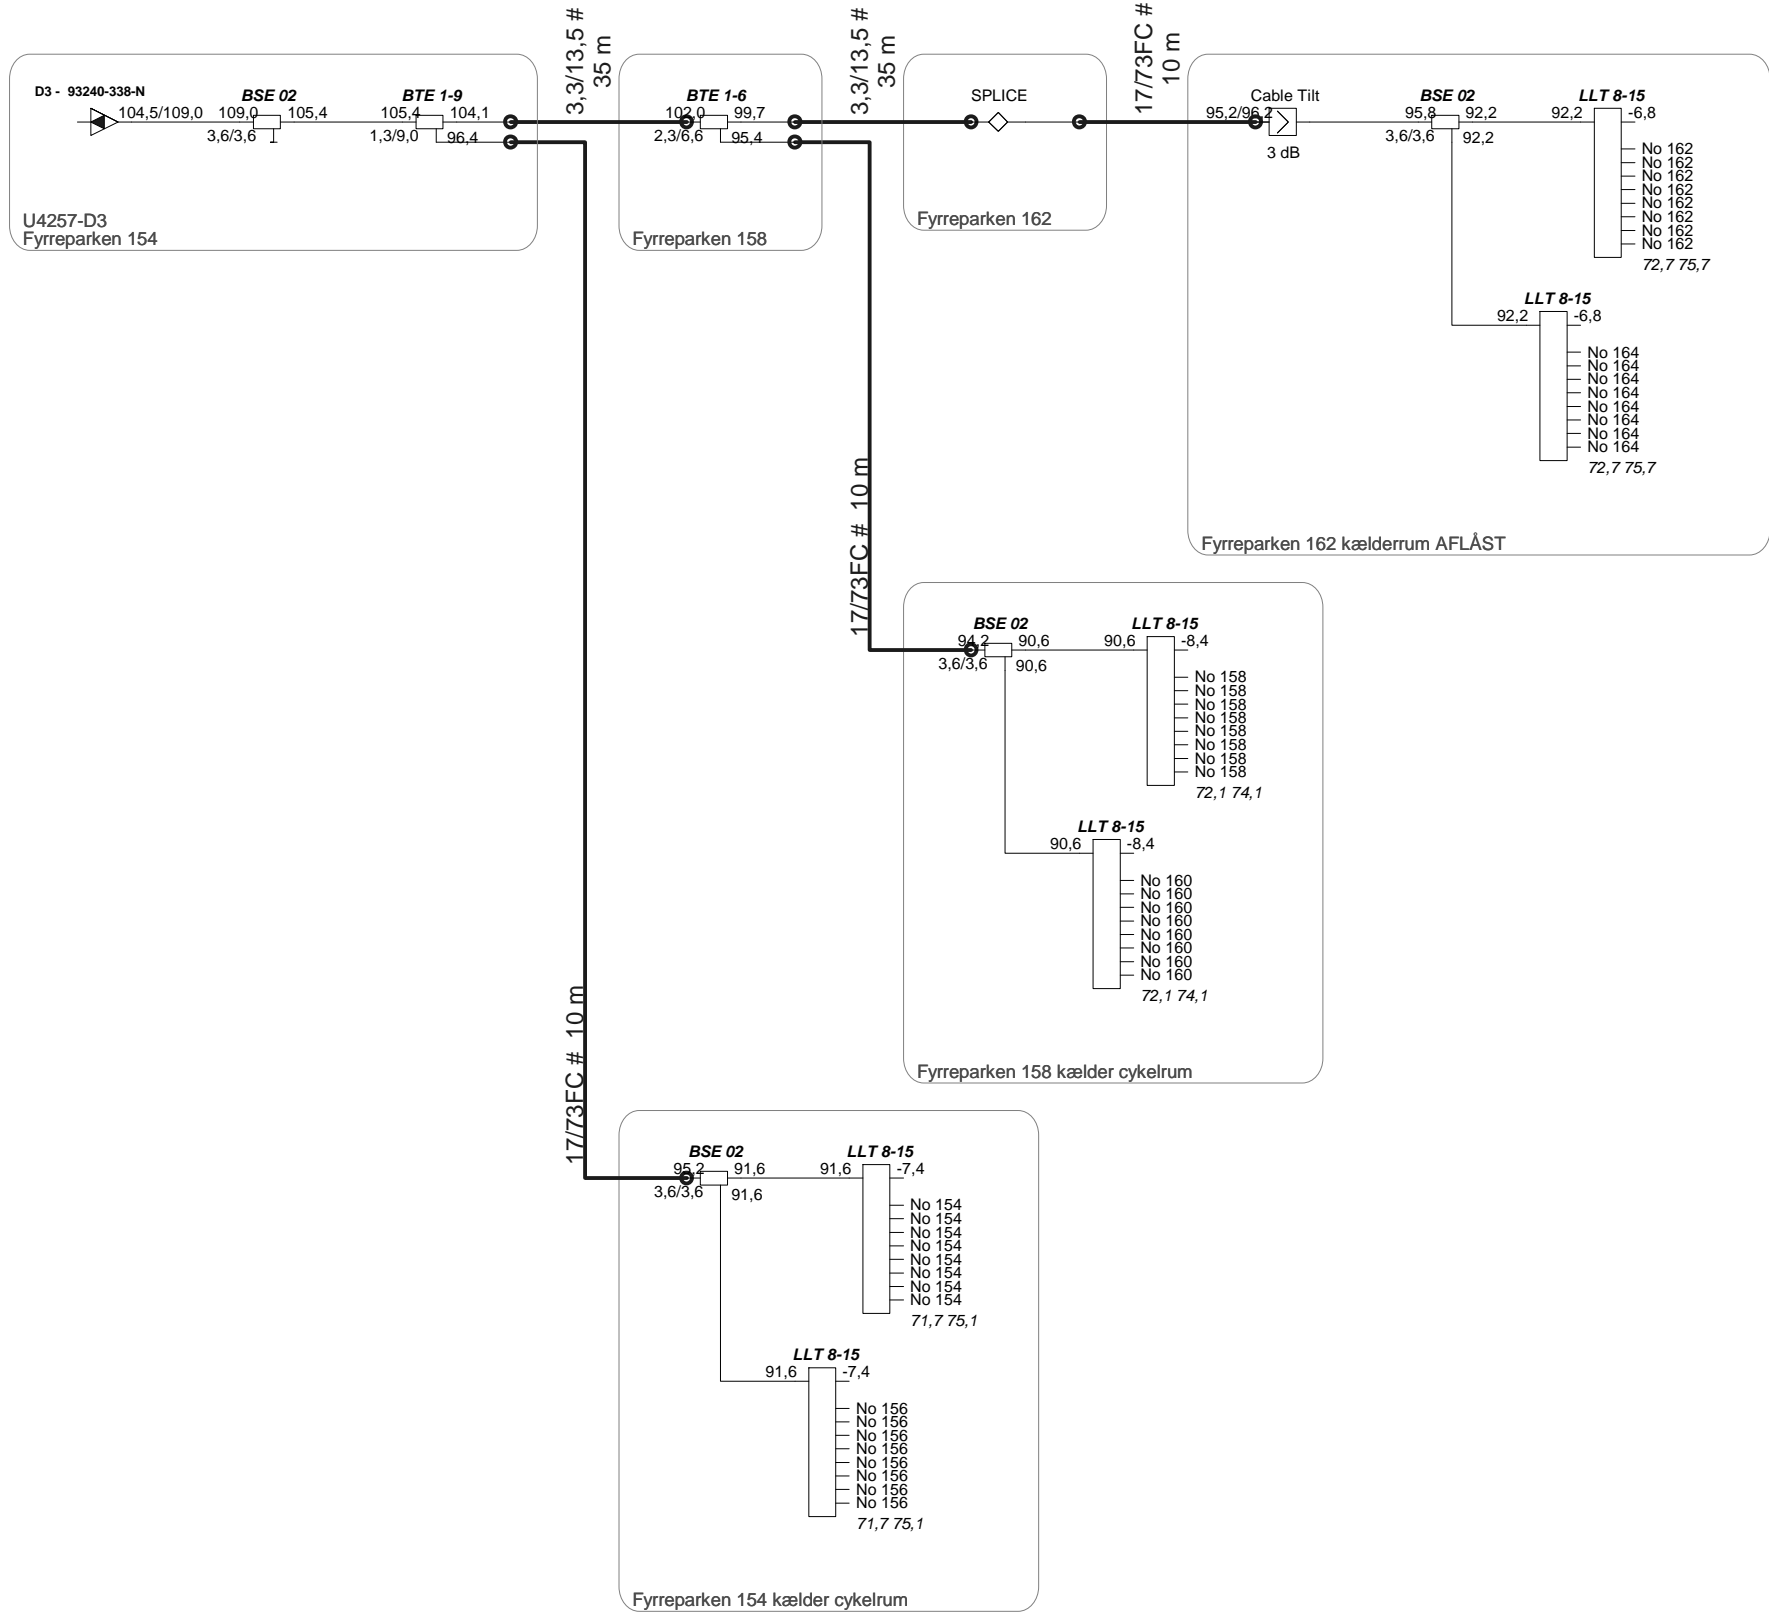 3,3/13,5 #
35 m
3,3/13,5 #
35 m
17/73FC #
10 m
D3 - 93240-338-N
104,5/109,0
BSE 02
109,0
105,4
3,6/3,6
BTE 1-9
105,4
104,1
1,3/9,0
96,4
U4257-D3
Fyrreparken 154
BTE 1-6
102,0
99,7
2,3/6,6
95,4
Fyrreparken 158
SPLICE
Fyrreparken 162
Cable Tilt
95,2/96,2
3 dB
BSE 02
95,8
92,2
3,6/3,6
92,2
LLT 8-15
92,2
-6,8
No 162
No 162
No 162
No 162
No 162
No 162
No 162
No 162
72,7 75,7
LLT 8-15
92,2
-6,8
No 164
No 164
No 164
No 164
No 164
No 164
No 164
No 164
72,7 75,7
Fyrreparken 162 kælderrum AFLÅST
17/73FC # 10 m
BSE 02
94,2
90,6
3,6/3,6
90,6
LLT 8-15
90,6
-8,4
No 158
No 158
No 158
No 158
No 158
No 158
No 158
No 158
72,1 74,1
LLT 8-15
90,6
-8,4
No 160
No 160
No 160
No 160
No 160
No 160
No 160
No 160
72,1 74,1
Fyrreparken 158 kælder cykelrum
17/73FC # 10 m
BSE 02
95,2
91,6
3,6/3,6
91,6
LLT 8-15
91,6
-7,4
No 154
No 154
No 154
No 154
No 154
No 154
No 154
No 154
71,7 75,1
LLT 8-15
91,6
-7,4
No 156
No 156
No 156
No 156
No 156
No 156
No 156
No 156
71,7 75,1
Fyrreparken 154 kælder cykelrum